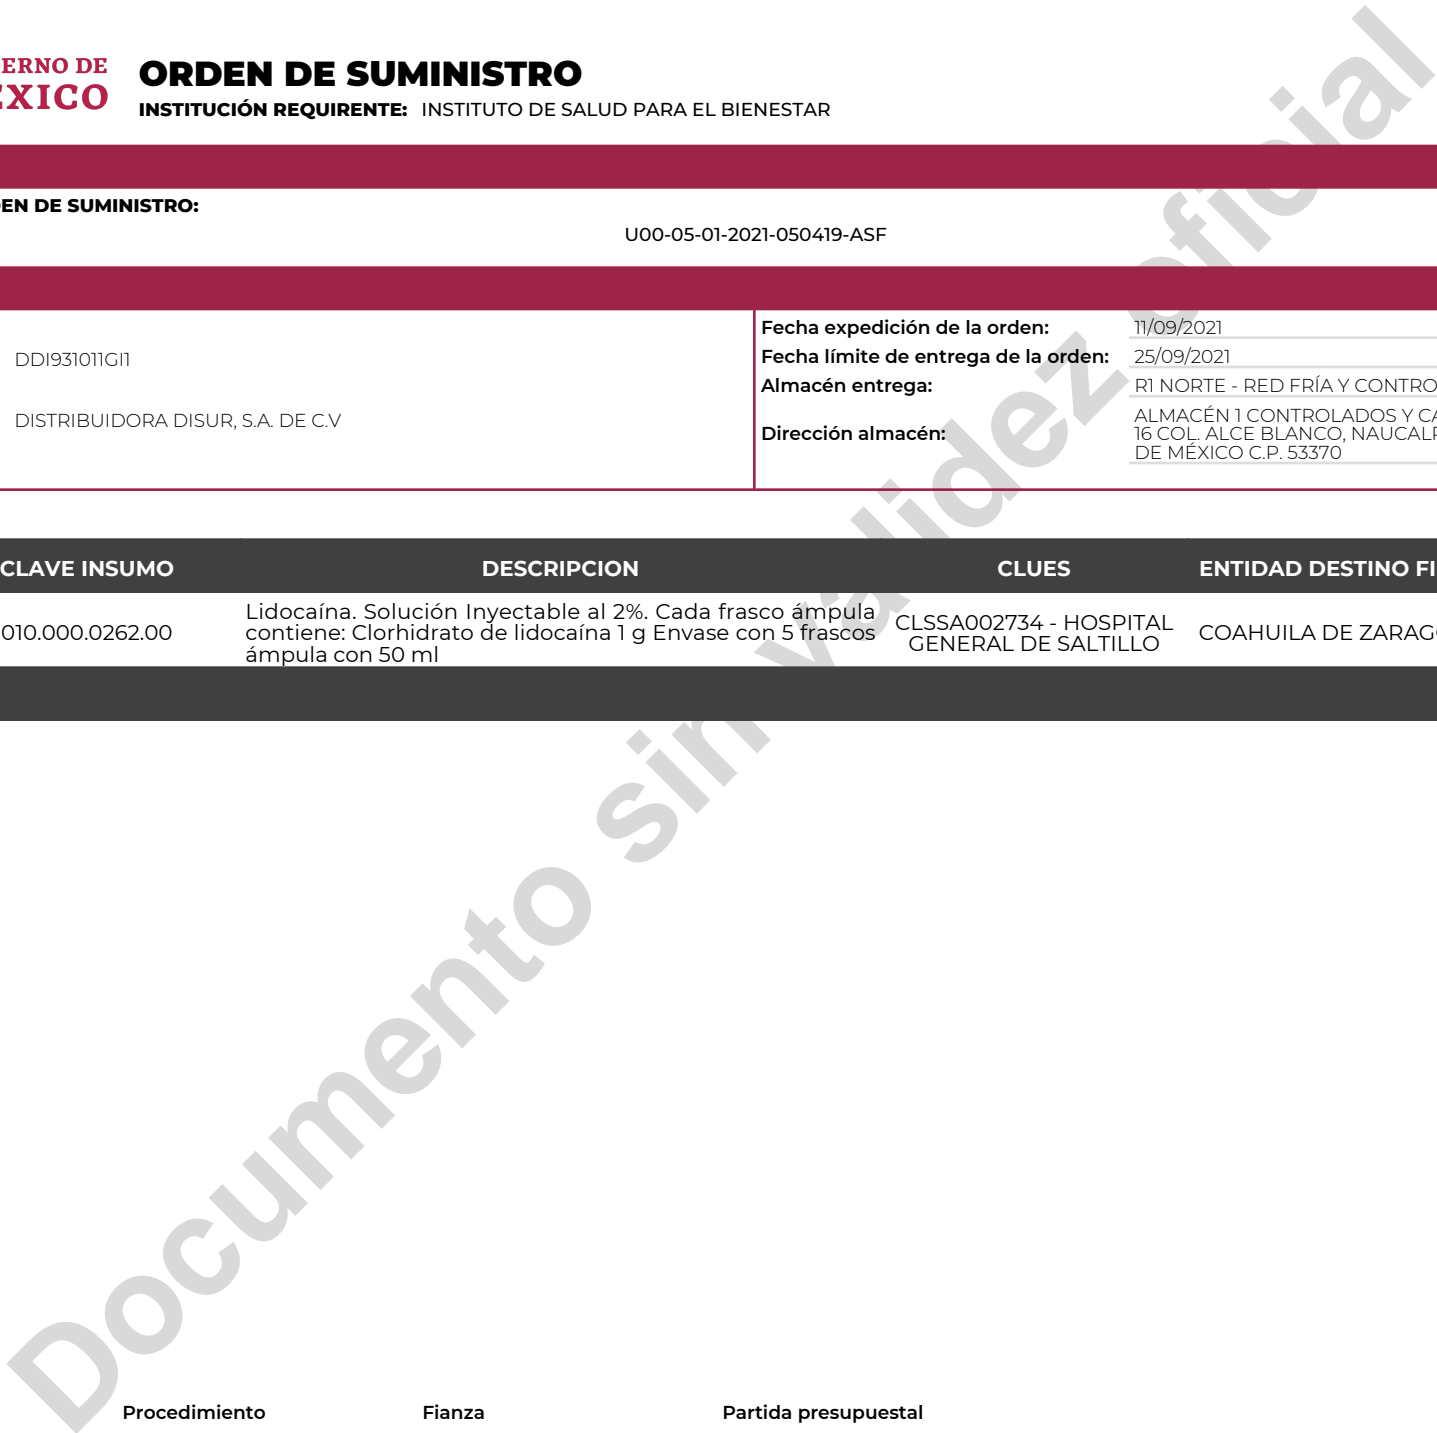 ERNO DE
ÉXICO
ORDEN DE SUMINISTRO
INSTITUCIÓN REQUIRENTE: INSTITUTO DE SALUD PARA EL BIENESTAR
EN DE SUMINISTRO:
U00-05-01-2021-050419-ASF
DDI931011GI1
DISTRIBUIDORA DISUR, S.A. DE C.V
Fecha expedición de la orden: 11/09/2021
Fecha límite de entrega de la orden: 25/09/2021
Almacén entrega: R1 NORTE - RED FRÍA Y CONTRO
Dirección almacén:
ALMACÉN 1 CONTROLADOS Y CA
16 COL. ALCE BLANCO, NAUCALP
DE MÉXICO C.P. 53370
CLAVE INSUMO DESCRIPCION CLUES ENTIDAD DESTINO FI
010.000.0262.00
Lidocaína. Solución Inyectable al 2%. Cada frasco ámpula
contiene: Clorhidrato de lidocaína 1 g Envase con 5 frascos
ámpula con 50 ml
CLSSA002734 - HOSPITAL
GENERAL DE SALTILLO
COAHUILA DE ZARAG
Documento sin validez oficial
Procedimiento Fianza Partida presupuestal